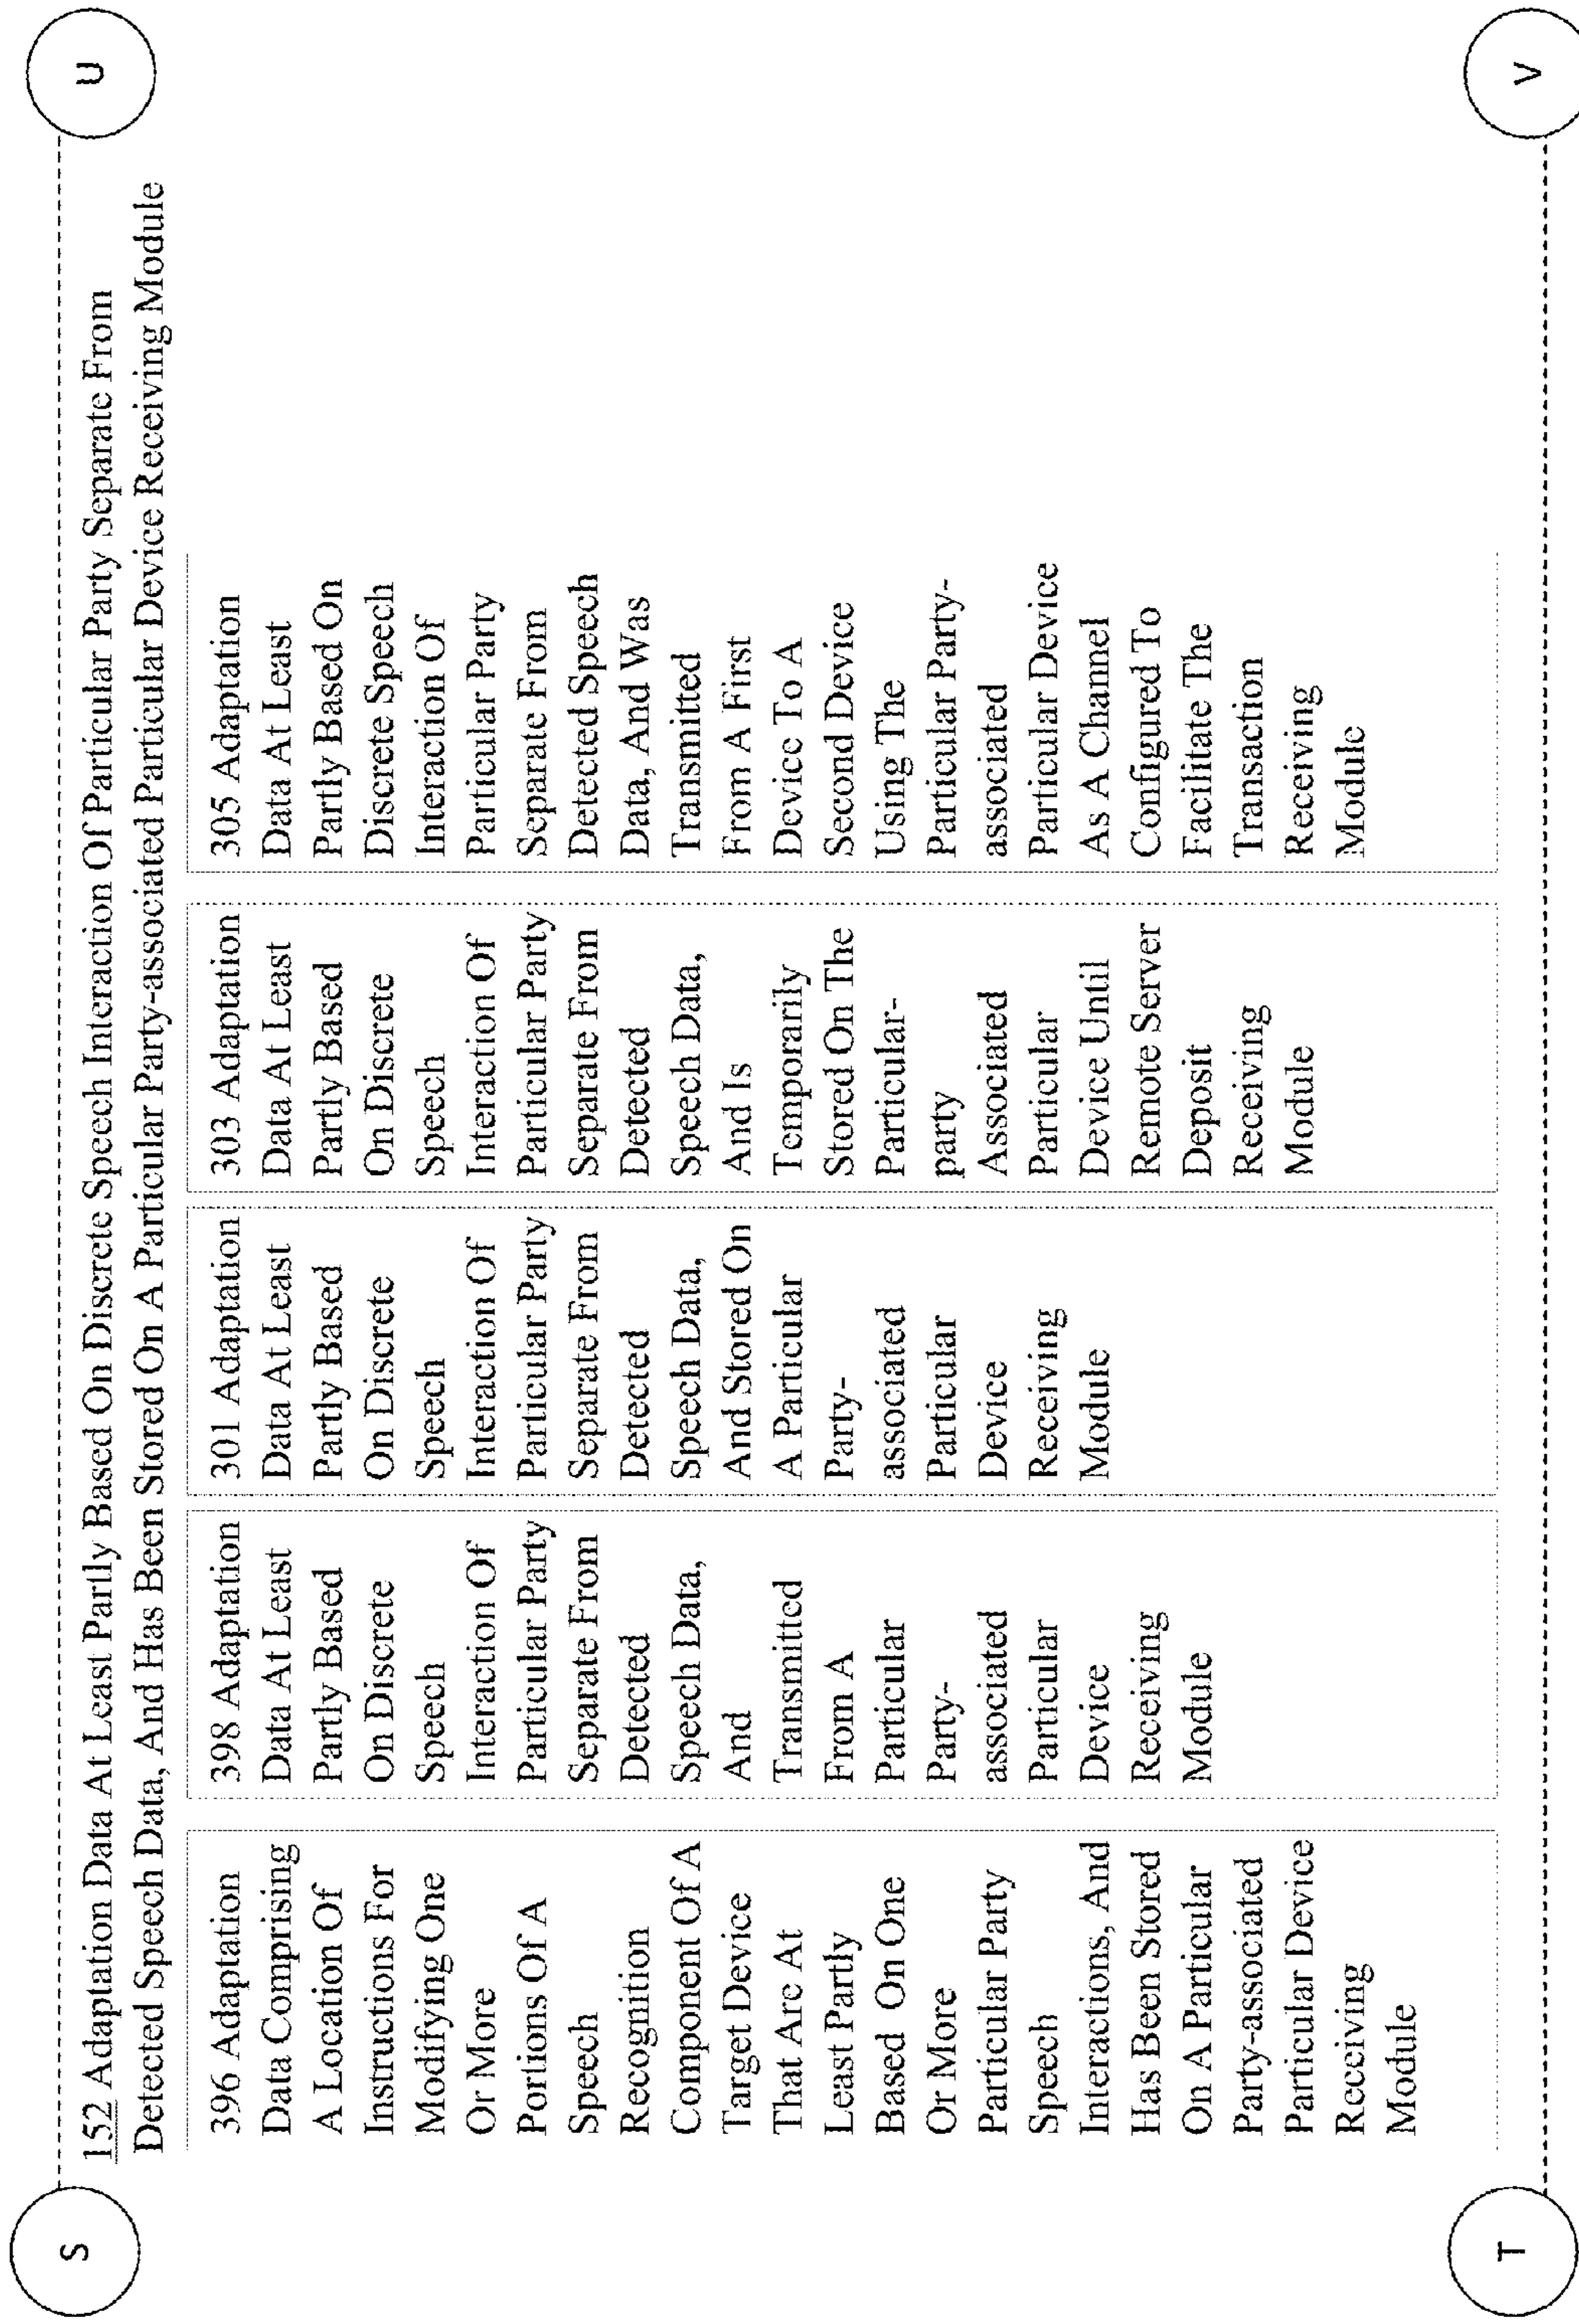 S
U
152 Adaptation Data At Least Partly Based On Discrete Speech Interaction Of Particular Party Separate From
Detected Speech Data, And Has Been Stored On A Particular Party-associated Particular Device Receiving Module
396 Adaptation
Data Comprising
A Location Of
Instructions For
Modifying One
Or More
Portions Of A
Speech
Recognition
Component Of A
Target Device
That Are At
Least Partly
Based On One
Or More
Particular Party
Speech
Interactions, And
Has Been Stored
On A Particular
Party-associated
Particular Device
Receiving
Module
398 Adaptation
Data At Least
Partly Based
On Discrete
Speech
Interaction Of
Particular Party
Separate From
Detected
Speech Data,
And
Transmitted
From A
Particular
Party-
associated
Particular
Device
Receiving
Module
301 Adaptation
Data At Least
Partly Based
On Discrete
Speech
Interaction Of
Particular Party
Separate From
Detected
Speech Data,
And Stored On
A Particular
Party-
associated
Particular
Device
Receiving
Module
303 Adaptation
Data At Least
Partly Based
On Discrete
Speech
Interaction Of
Particular Party
Separate From
Detected
Speech Data,
And Is
Temporarily
Stored On The
Particular-
party
Associated
Particular
Device Until
Remote Server
Deposit
Receiving
Module
305 Adaptation
Data At Least
Partly Based On
Discrete Speech
Interaction Of
Particular Party
Separate From
Detected Speech
Data, And Was
Transmitted
From A First
Device To A
Second Device
Using The
Particular Party-
associated
Particular Device
As A Channel
Configured To
Facilitate The
Transaction
Receiving
Module
T
V